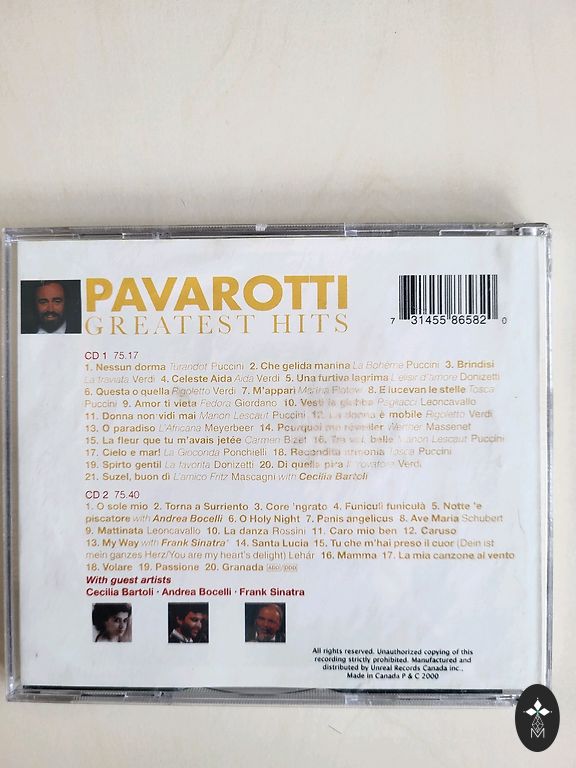 PAVAROTTI
GREATEST HITS
7 31455 86582 0
CD 1 75.17
1. Nessun dorma Turandot Puccini 2. Che gelida manina La Bohème Puccini 3. Brindisi
La traviata Verdi 4. Celeste Aida Aida Verdi 5. Una furtiva lagrima L'elisir d'amore Donizetti
6. Questa o quella Rigoletto Verdi 7. M'apparì Martha Flotow 8. E lucevan le stelle Tosca
Puccini 9. Amor ti vieta Fedora Giordano 10. Vesti la giubba Pagliacci Leoncavallo
11. Donna non vidi mai Manon Lescaut Puccini 12. La donna è mobile Rigoletto Verdi
13. O paradiso L'Africana Meyerbeer 14. Pourquoi me réveiller Werther Massenet
15. La fleur que tu m'avais jetée Carmen Bizet 16. Tra voi, belle Manon Lescaut Puccini
17. Cielo e mar! La Gioconda Ponchielli 18. Recondita armonia Tosca Puccini
19. Spirto gentil La favorita Donizetti 20. Di quella pira Il trovatore Verdi
21. Suzel, buon dì L'amico Fritz Mascagni with Cecilia Bartoli
CD 2 75.40
1. O sole mio 2. Torna a Surriento 3. Core 'ngrato 4. Funiculì funiculà 5. Notte 'e
piscatore with Andrea Bocelli 6. O Holy Night 7. Panis angelicus 8. Ave Maria Schubert
9. Mattinata Leoncavallo 10. La danza Rossini 11. Caro mio ben 12. Caruso
13. My Way with Frank Sinatra* 14. Santa Lucia 15. Tu che m'hai preso il cuor (Dein ist
mein ganzes Herz/You are my heart's delight) Lehár 16. Mamma 17. La mia canzone al vento
18. Volare 19. Passione 20. Granada ADD/DDD
With guest artists
Cecilia Bartoli · Andrea Bocelli · Frank Sinatra
All rights reserved. Unauthorized copying of this
recording strictly prohibited. Manufactured and
distributed by Unreal Records Canada inc.,
Made in Canada P & C 2000